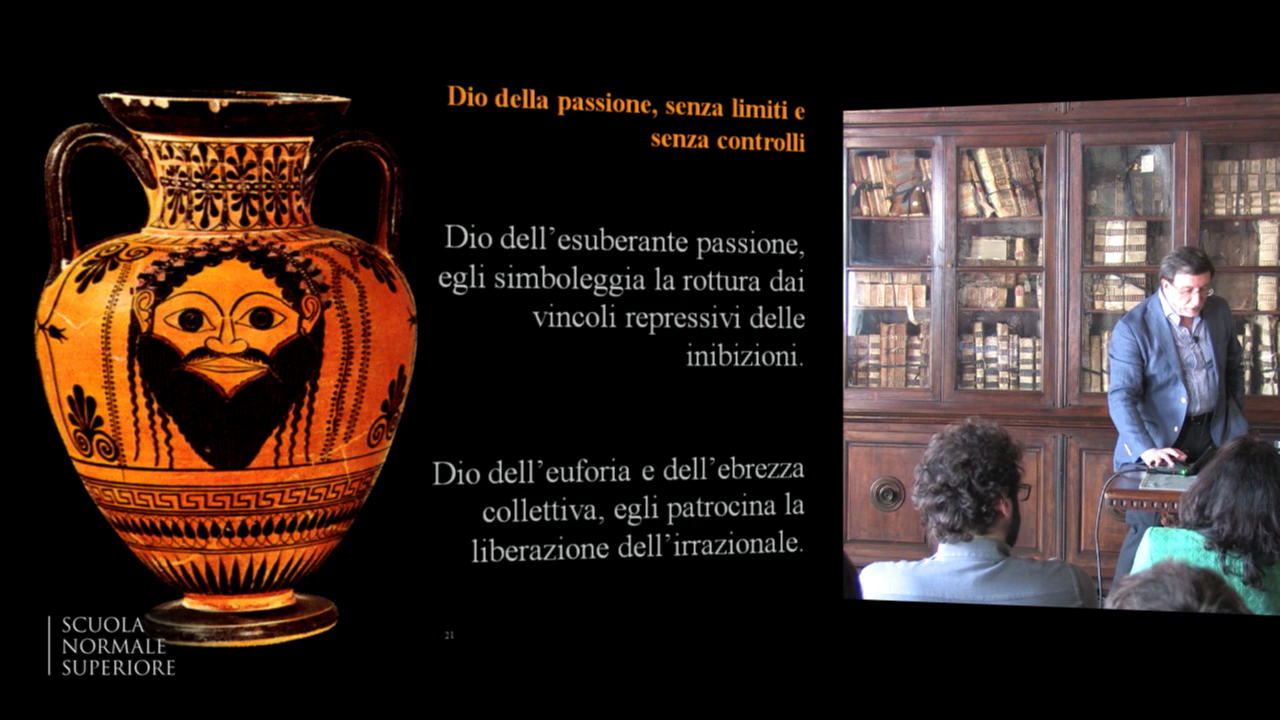 Dio della passione, senza limiti e
senza controlli
Dio dell'esuberante passione,
egli simboleggia la rottura dai
vincoli repressivi delle
inibizioni.
Dio dell'euforia e dell'ebrezza
collettiva, egli patrocina la
liberazione dell'irrazionale.
21
SCUOLA
NORMALE
SUPERIORE